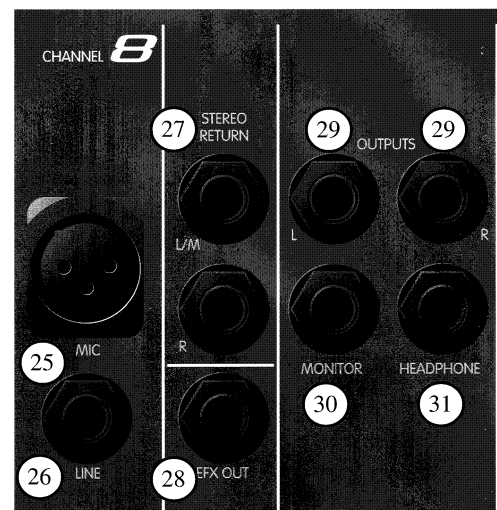 CHANNEL 8
27 STEREO
RETURN
29 29
OUTPUTS
L/M
L R
R
25 MIC
MONITOR HEADPHONE
30 31
26 LINE
28 EFX OUT